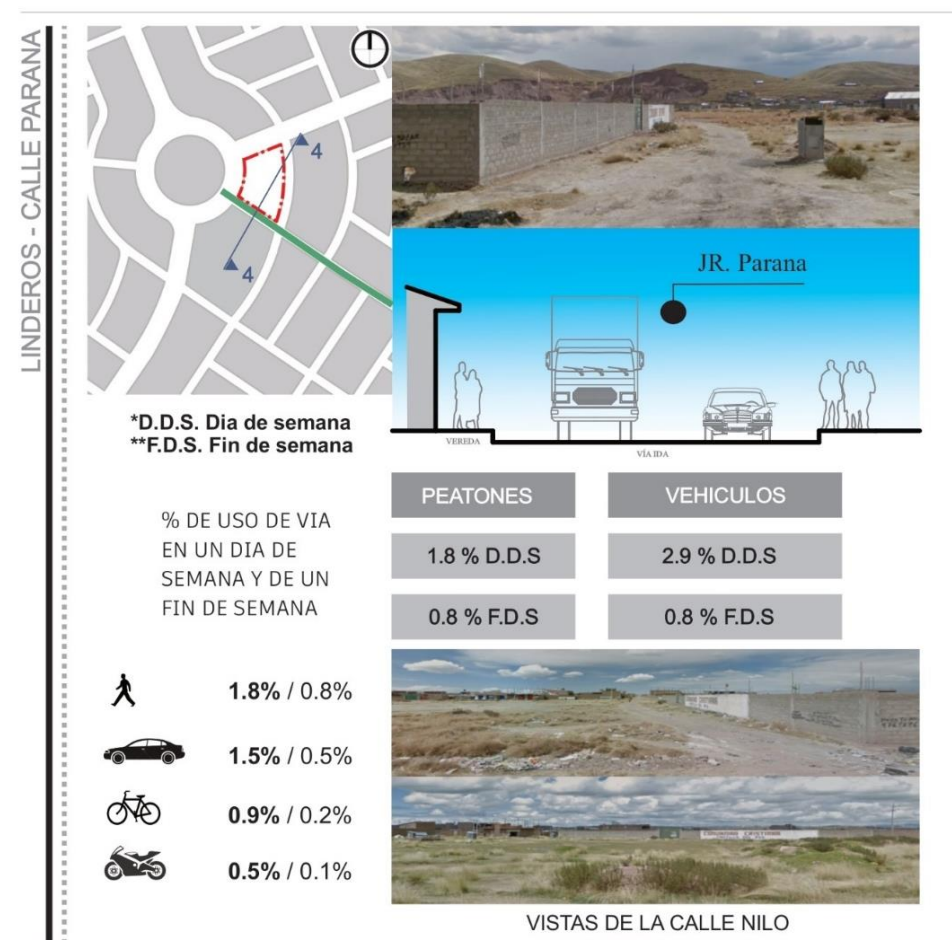 LINDEROS - CALLE PARANA
4
4
*D.D.S. Dia de semana
**F.D.S. Fin de semana
JR. Parana
VEREDA
VÍA IDA
% DE USO DE VIA
EN UN DIA DE
SEMANA Y DE UN
FIN DE SEMANA
PEATONES
VEHICULOS
1.8 % D.D.S
2.9 % D.D.S
0.8 % F.D.S
0.8 % F.D.S
1.8% / 0.8%
1.5% / 0.5%
0.9% / 0.2%
0.5% / 0.1%
VISTAS DE LA CALLE NILO